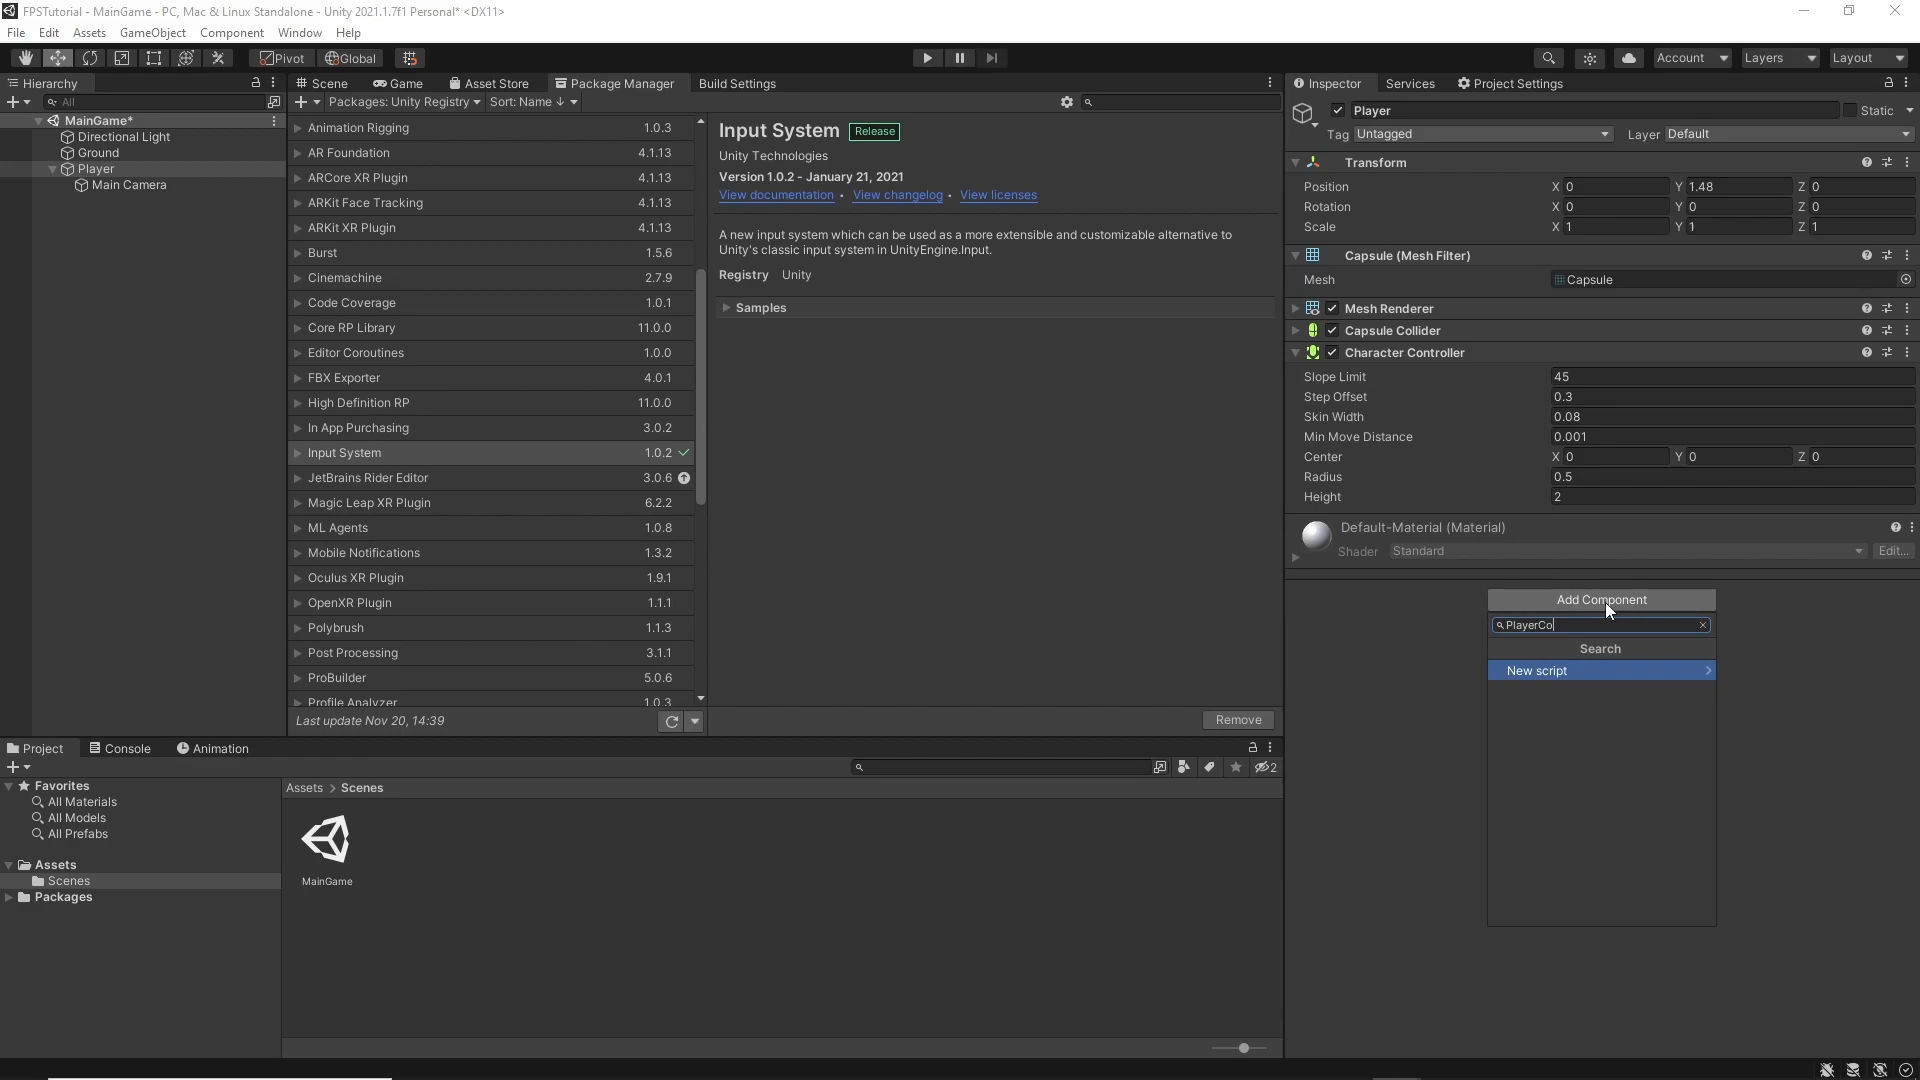 FPSTutorial - MainGame - PC, Mac & Linux Standalone - Unity 2021.1.7f1 Personal* <DX11>
File Edit Assets GameObject Component Window Help
Pivot Global Account Layers Layout
Hierarchy
All
MainGame*
Directional Light
Ground
Player
Main Camera
Scene Game Asset Store Package Manager Build Settings
Packages: Unity Registry Sort: Name ↓
Animation Rigging 1.0.3
AR Foundation 4.1.13
ARCore XR Plugin 4.1.13
ARKit Face Tracking 4.1.13
ARKit XR Plugin 4.1.13
Burst 1.5.6
Cinemachine 2.7.9
Code Coverage 1.0.1
Core RP Library 11.0.0
Editor Coroutines 1.0.0
FBX Exporter 4.0.1
High Definition RP 11.0.0
In App Purchasing 3.0.2
Input System 1.0.2
JetBrains Rider Editor 3.0.6
Magic Leap XR Plugin 6.2.2
ML Agents 1.0.8
Mobile Notifications 1.3.2
Oculus XR Plugin 1.9.1
OpenXR Plugin 1.1.1
Polybrush 1.1.3
Post Processing 3.1.1
ProBuilder 5.0.6
Profile Analyzer 1.0.3
Last update Nov 20, 14:39
Input System Release
Unity Technologies
Version 1.0.2 - January 21, 2021
View documentation • View changelog • View licenses
A new input system which can be used as a more extensible and customizable alternative to
Unity's classic input system in UnityEngine.Input.
Registry Unity
Samples
Remove
Inspector Services Project Settings
Player Static
Tag Untagged Layer Default
Transform
Position X 0 Y 1.48 Z 0
Rotation X 0 Y 0 Z 0
Scale X 1 Y 1 Z 1
Capsule (Mesh Filter)
Mesh Capsule
Mesh Renderer
Capsule Collider
Character Controller
Slope Limit 45
Step Offset 0.3
Skin Width 0.08
Min Move Distance 0.001
Center X 0 Y 0 Z 0
Radius 0.5
Height 2
Default-Material (Material)
Shader Standard Edit...
Add Component
PlayerCo
Search
New script
Project Console Animation
2
Favorites
All Materials
All Models
All Prefabs
Assets
Scenes
Packages
Assets > Scenes
MainGame